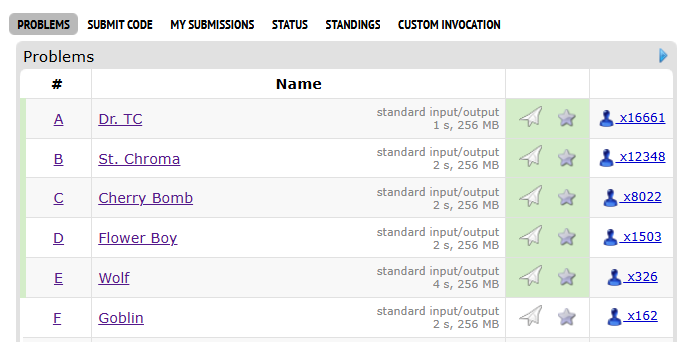 PROBLEMS SUBMIT CODE MY SUBMISSIONS STATUS STANDINGS CUSTOM INVOCATION
Problems
# Name
A Dr. TC standard input/output x16661
1 s, 256 MB
B St. Chroma standard input/output x12348
2 s, 256 MB
C Cherry Bomb standard input/output x8022
2 s, 256 MB
D Flower Boy standard input/output x1503
2 s, 256 MB
E Wolf standard input/output x326
4 s, 256 MB
F Goblin standard input/output x162
2 s, 256 MB